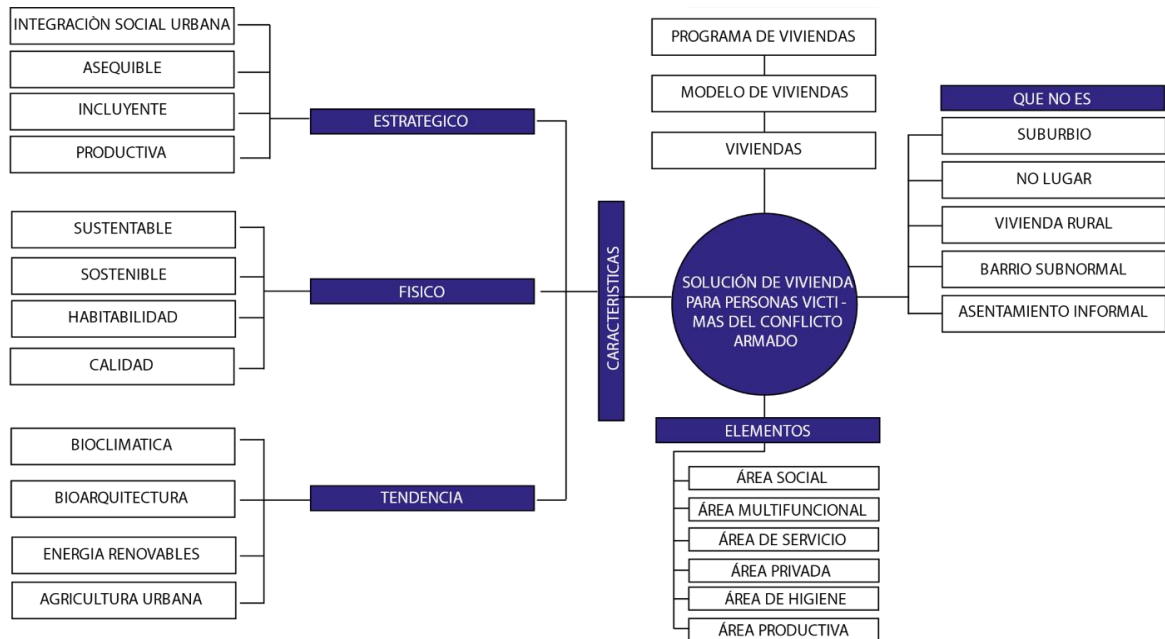 INTEGRACIÒN SOCIAL URBANA
ASEQUIBLE
INCLUYENTE
PRODUCTIVA
ESTRATEGICO
SUSTENTABLE
SOSTENIBLE
HABITABILIDAD
CALIDAD
FISICO
BIOCLIMATICA
BIOARQUITECTURA
ENERGIA RENOVABLES
AGRICULTURA URBANA
TENDENCIA
CARACTERÍSTICAS
PROGRAMA DE VIVIENDAS
MODELO DE VIVIENDAS
VIVIENDAS
SOLUCIÓN DE VIVIENDA
PARA PERSONAS VICTI -
MAS DEL CONFLICTO
ARMADO
ELEMENTOS
ÁREA SOCIAL
ÁREA MULTIFUNCIONAL
ÁREA DE SERVICIO
ÁREA PRIVADA
ÁREA DE HIGIENE
ÁREA PRODUCTIVA
QUE NO ES
SUBURBIO
NO LUGAR
VIVIENDA RURAL
BARRIO SUBNORMAL
ASENTAMIENTO INFORMAL